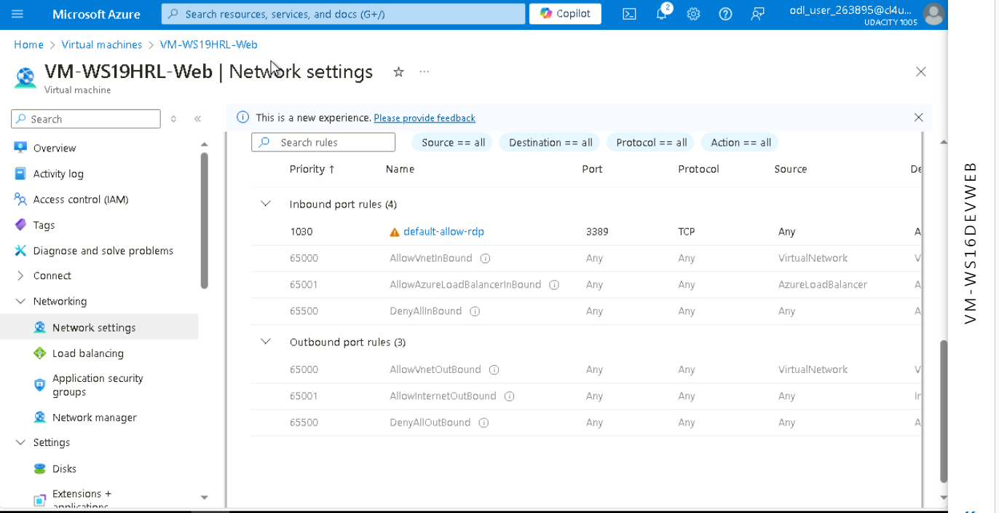 Microsoft Azure
Search resources, services, and docs (G+/)
Copilot
2
odl_user_263895@cl4u...
UDACITY 1005
Home > Virtual machines > VM-WS19HRL-Web
VM-WS19HRL-Web | Network settings
Virtual machine
Search
This is a new experience. Please provide feedback
Overview
Activity log
Access control (IAM)
Tags
Diagnose and solve problems
Connect
Networking
Network settings
Load balancing
Application security
groups
Network manager
Settings
Disks
Extensions +
applications
Search rules
Source == all
Destination == all
Protocol == all
Action == all
Priority ↑ Name Port Protocol Source De
Inbound port rules (4)
1030 default-allow-rdp 3389 TCP Any A
65000 AllowVnetInBound Any Any VirtualNetwork V
65001 AllowAzureLoadBalancerInBound Any Any AzureLoadBalancer A
65500 DenyAllInBound Any Any Any A
Outbound port rules (3)
65000 AllowVnetOutBound Any Any VirtualNetwork V
65001 AllowInternetOutBound Any Any Any In
65500 DenyAllOutBound Any Any Any A
VM-WS16DEVWEB